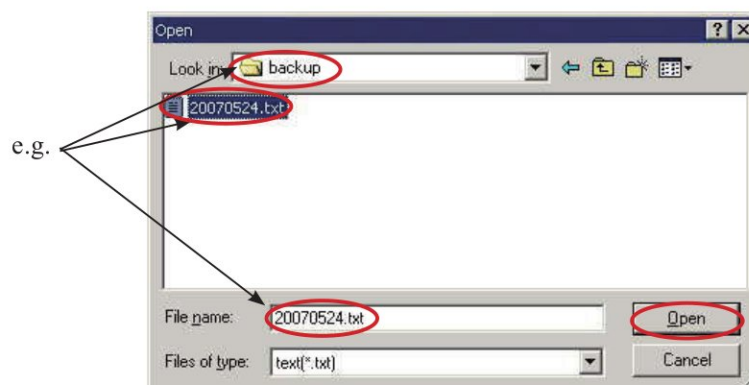 Open
Look in: backup
20070524.txt
e.g.
File name: 20070524.txt
Open
Files of type: text(*.txt)
Cancel